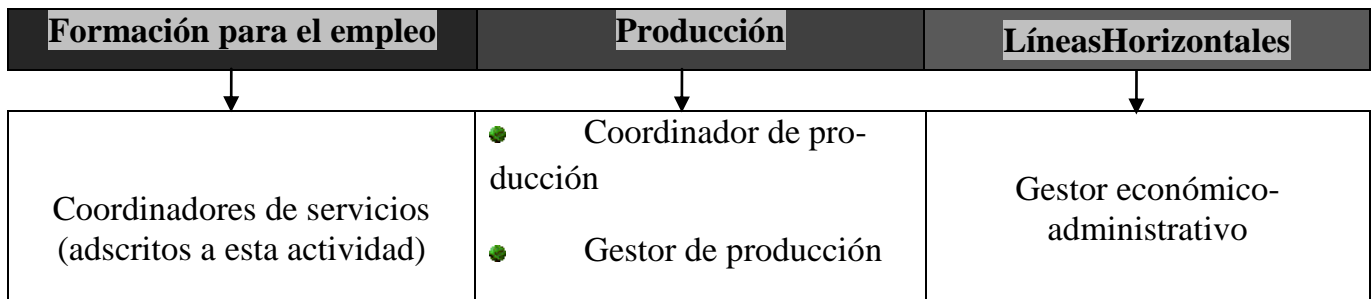 Formación para el empleo
Producción
LíneasHorizontales
Coordinadores de servicios
(adscritos a esta actividad)
Coordinador de pro-
ducción
Gestor de producción
Gestor económico-
administrativo